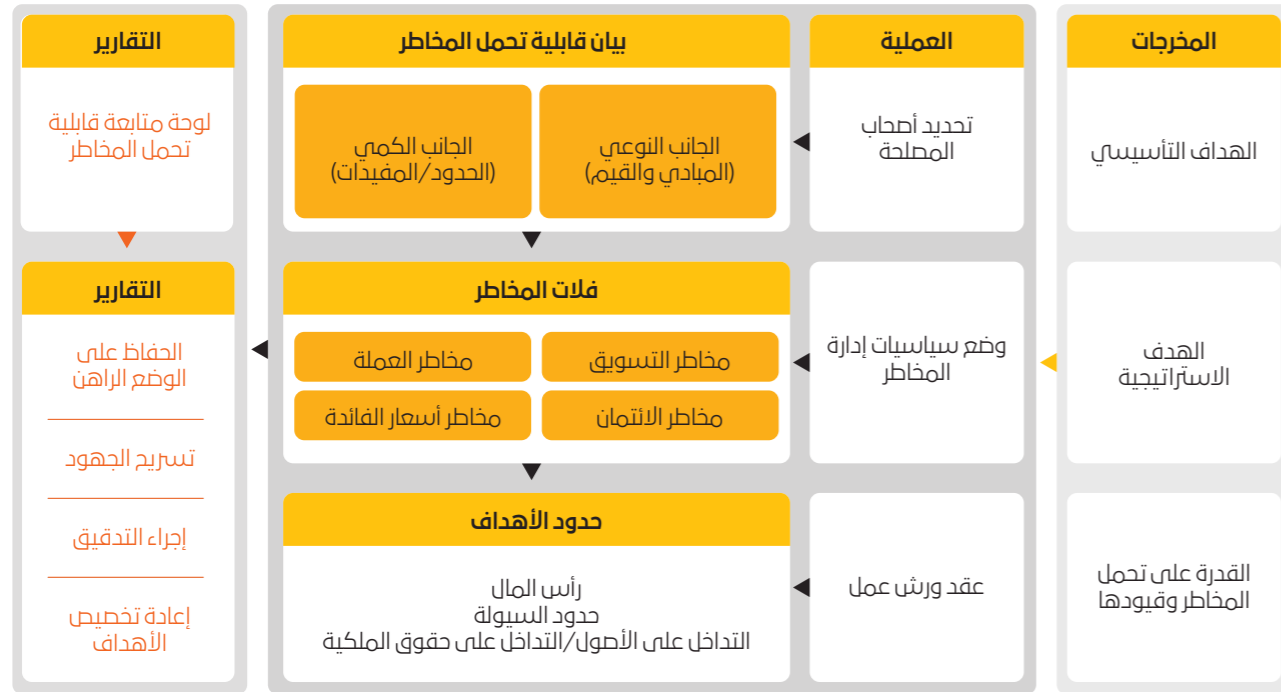 المخرجات
الهداف التأسيسي
الهدف
الاستراتيجية
القدرة على تحمل
المخاطر وقيودها
العملية
تحديد أصحاب
المصلحة
وضع سياسيات إدارة
المخاطر
عقد ورش عمل
بيان قابلية تحمل المخاطر
الجانب النوعي
(المبادي والقيم)
الجانب الكمي
(الحدود/المفيدات)
فلات المخاطر
مخاطر التسويق
مخاطر العملة
مخاطر الائتمان
مخاطر أسعار الفائدة
حدود الأهداف
رأس المال
حدود السيولة
التداخل على الأصول/التداخل على حقوق الملكية
التقارير
لوحة متابعة قابلية
تحمل المخاطر
التقارير
الحفاظ على
الوضع الراهن
تسريح الجهود
إجراء التدقيق
إعادة تخصيص
الأهداف